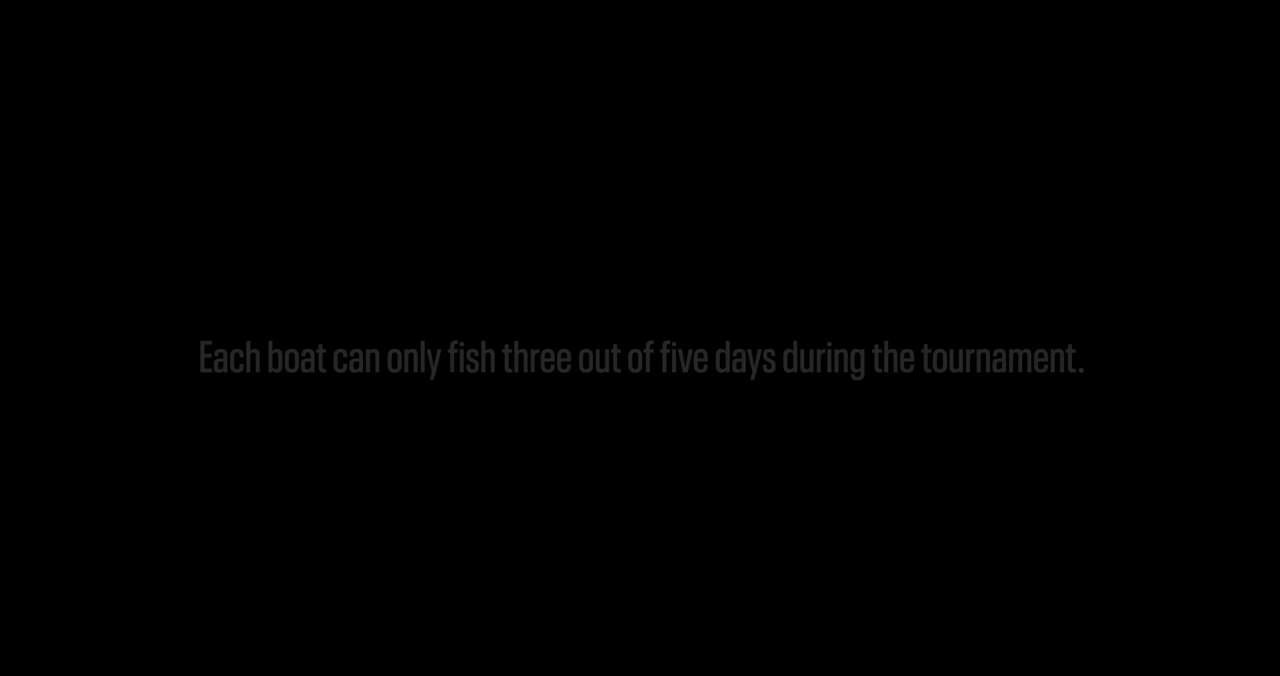 Each boat can only fish three out of five days during the tournament.